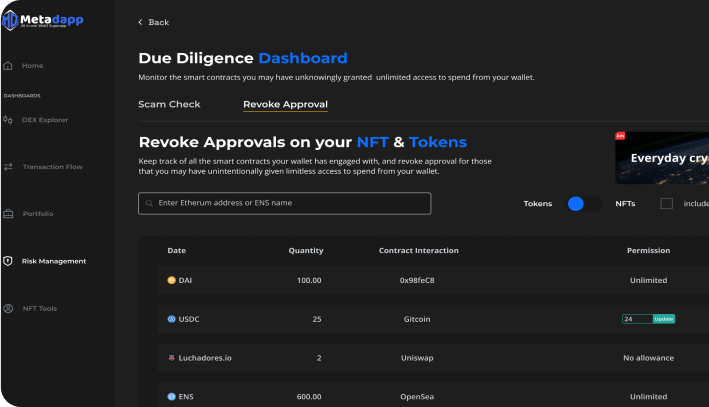 Metadapp
All in one Web3 Superapp
Back
Home
DASHBOARDS
DEX Explorer
Transaction Flow
Portfolio
Risk Management
NFT Tools
Due Diligence Dashboard
Monitor the smart contracts you may have unknowingly granted unlimited access to spend from your wallet.
Scam Check Revoke Approval
Revoke Approvals on your NFT & Tokens
Keep track of all the smart contracts your wallet has engaged with, and revoke approval for those
that you may have unintentionally given limitless access to spend from your wallet.
Ads
Everyday cry
Enter Etherum address or ENS name
Tokens NFTs include
Date Quantity Contract Interaction Permission
DAI 100.00 0x98feC8 Unlimited
USDC 25 Gitcoin 24 Update
Luchadores.io 2 Uniswap No allowance
ENS 600.00 OpenSea Unlimited